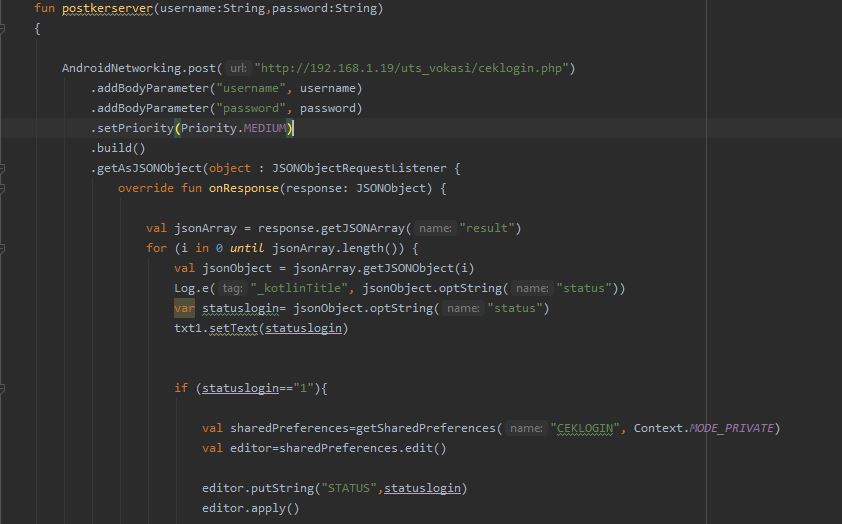 fun postkerserver(username:String,password:String)
{
AndroidNetworking.post( url: "http://192.168.1.19/uts_vokasi/ceklogin.php")
.addBodyParameter("username", username)
.addBodyParameter("password", password)
.setPriority(Priority.MEDIUM)
.build()
.getAsJSONObject(object : JSONObjectRequestListener {
override fun onResponse(response: JSONObject) {
val jsonArray = response.getJSONArray( name: "result")
for (i in 0 until jsonArray.length()) {
val jsonObject = jsonArray.getJSONObject(i)
Log.e( tag: "_kotlinTitle", jsonObject.optString( name: "status"))
var statuslogin= jsonObject.optString( name: "status")
txt1.setText(statuslogin)
if (statuslogin=="1"){
val sharedPreferences=getSharedPreferences( name: "CEKLOGIN", Context.MODE_PRIVATE)
val editor=sharedPreferences.edit()
editor.putString("STATUS",statuslogin)
editor.apply()